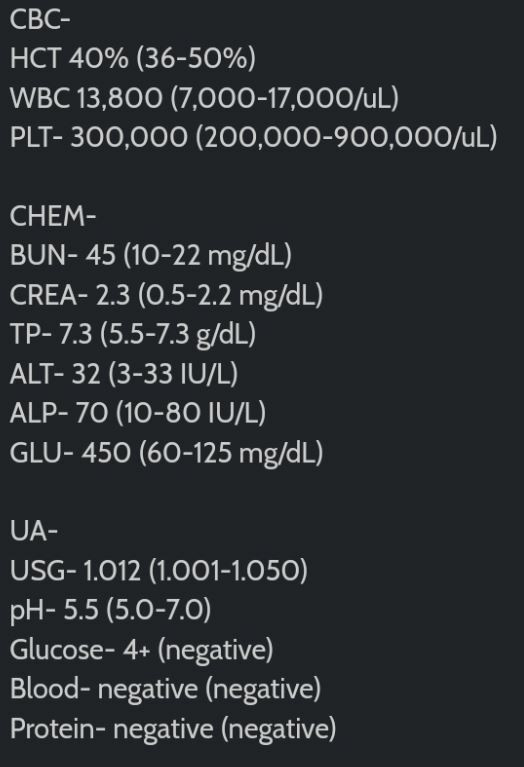 CBC-
HCT 40% (36-50%)
WBC 13,800 (7,000-17,000/uL)
PLT- 300,000 (200,000-900,000/uL)
CHEM-
BUN- 45 (10-22 mg/dL)
CREA- 2.3 (0.5-2.2 mg/dL)
TP- 7.3 (5.5-7.3 g/dL)
ALT- 32 (3-33 IU/L)
ALP- 70 (10-80 IU/L)
GLU- 450 (60-125 mg/dL)
UA-
USG- 1.012 (1.001-1.050)
pH- 5.5 (5.0-7.0)
Glucose- 4+ (negative)
Blood- negative (negative)
Protein- negative (negative)